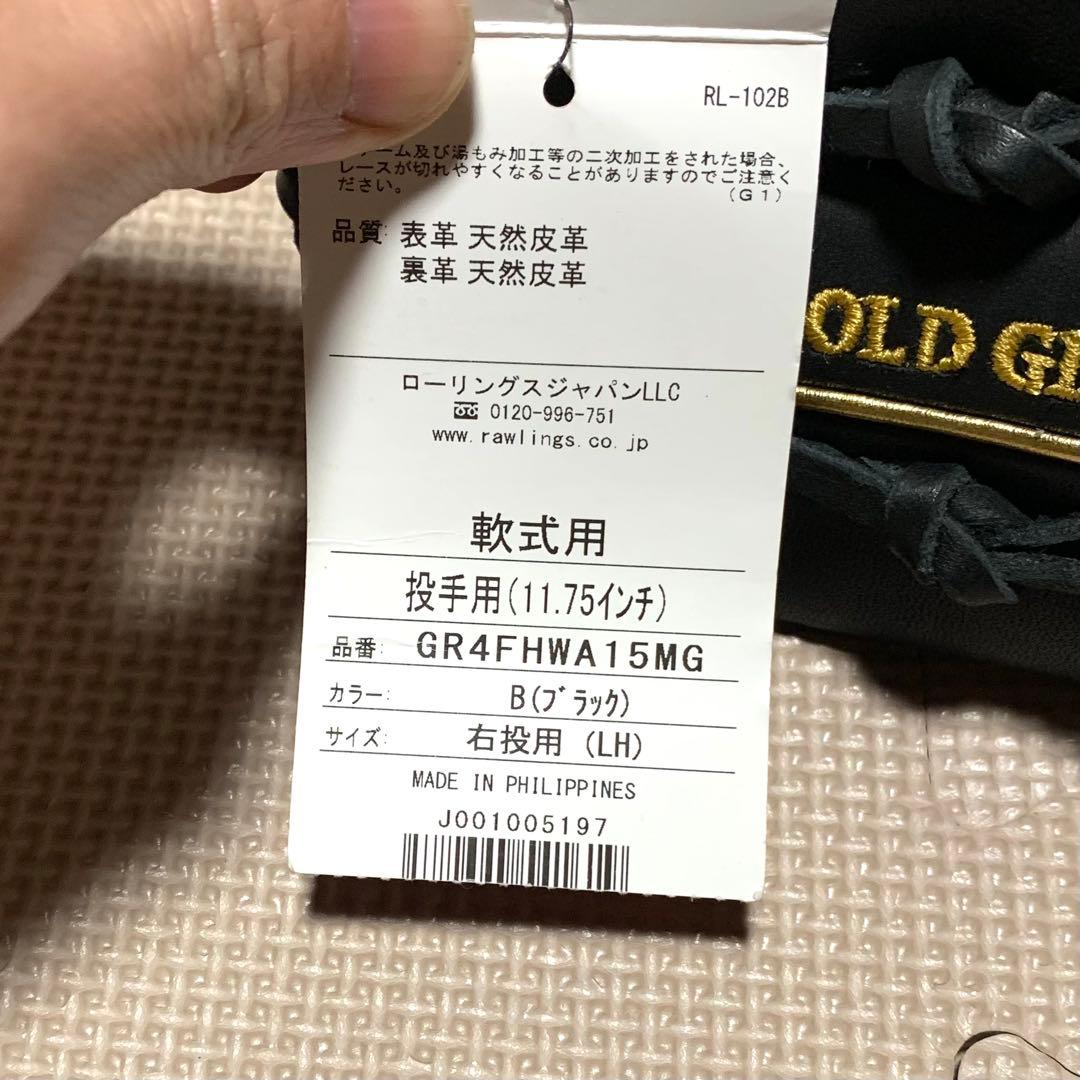 RL-102B
ーム及び湯もみ加工等の二次加工をされた場合、
レースが切れやすくなることがありますのでご注意く
ださい。
(G1)
品質: 表革 天然皮革
裏革 天然皮革
ローリングスジャパンLLC
0120-996-751
www.rawlings.co.jp
軟式用
投手用(11.75インチ)
品番: GR4FHWA15MG
カラー: B(ブラック)
サイズ: 右投用 (LH)
MADE IN PHILIPPINES
J001005197
OLD GL